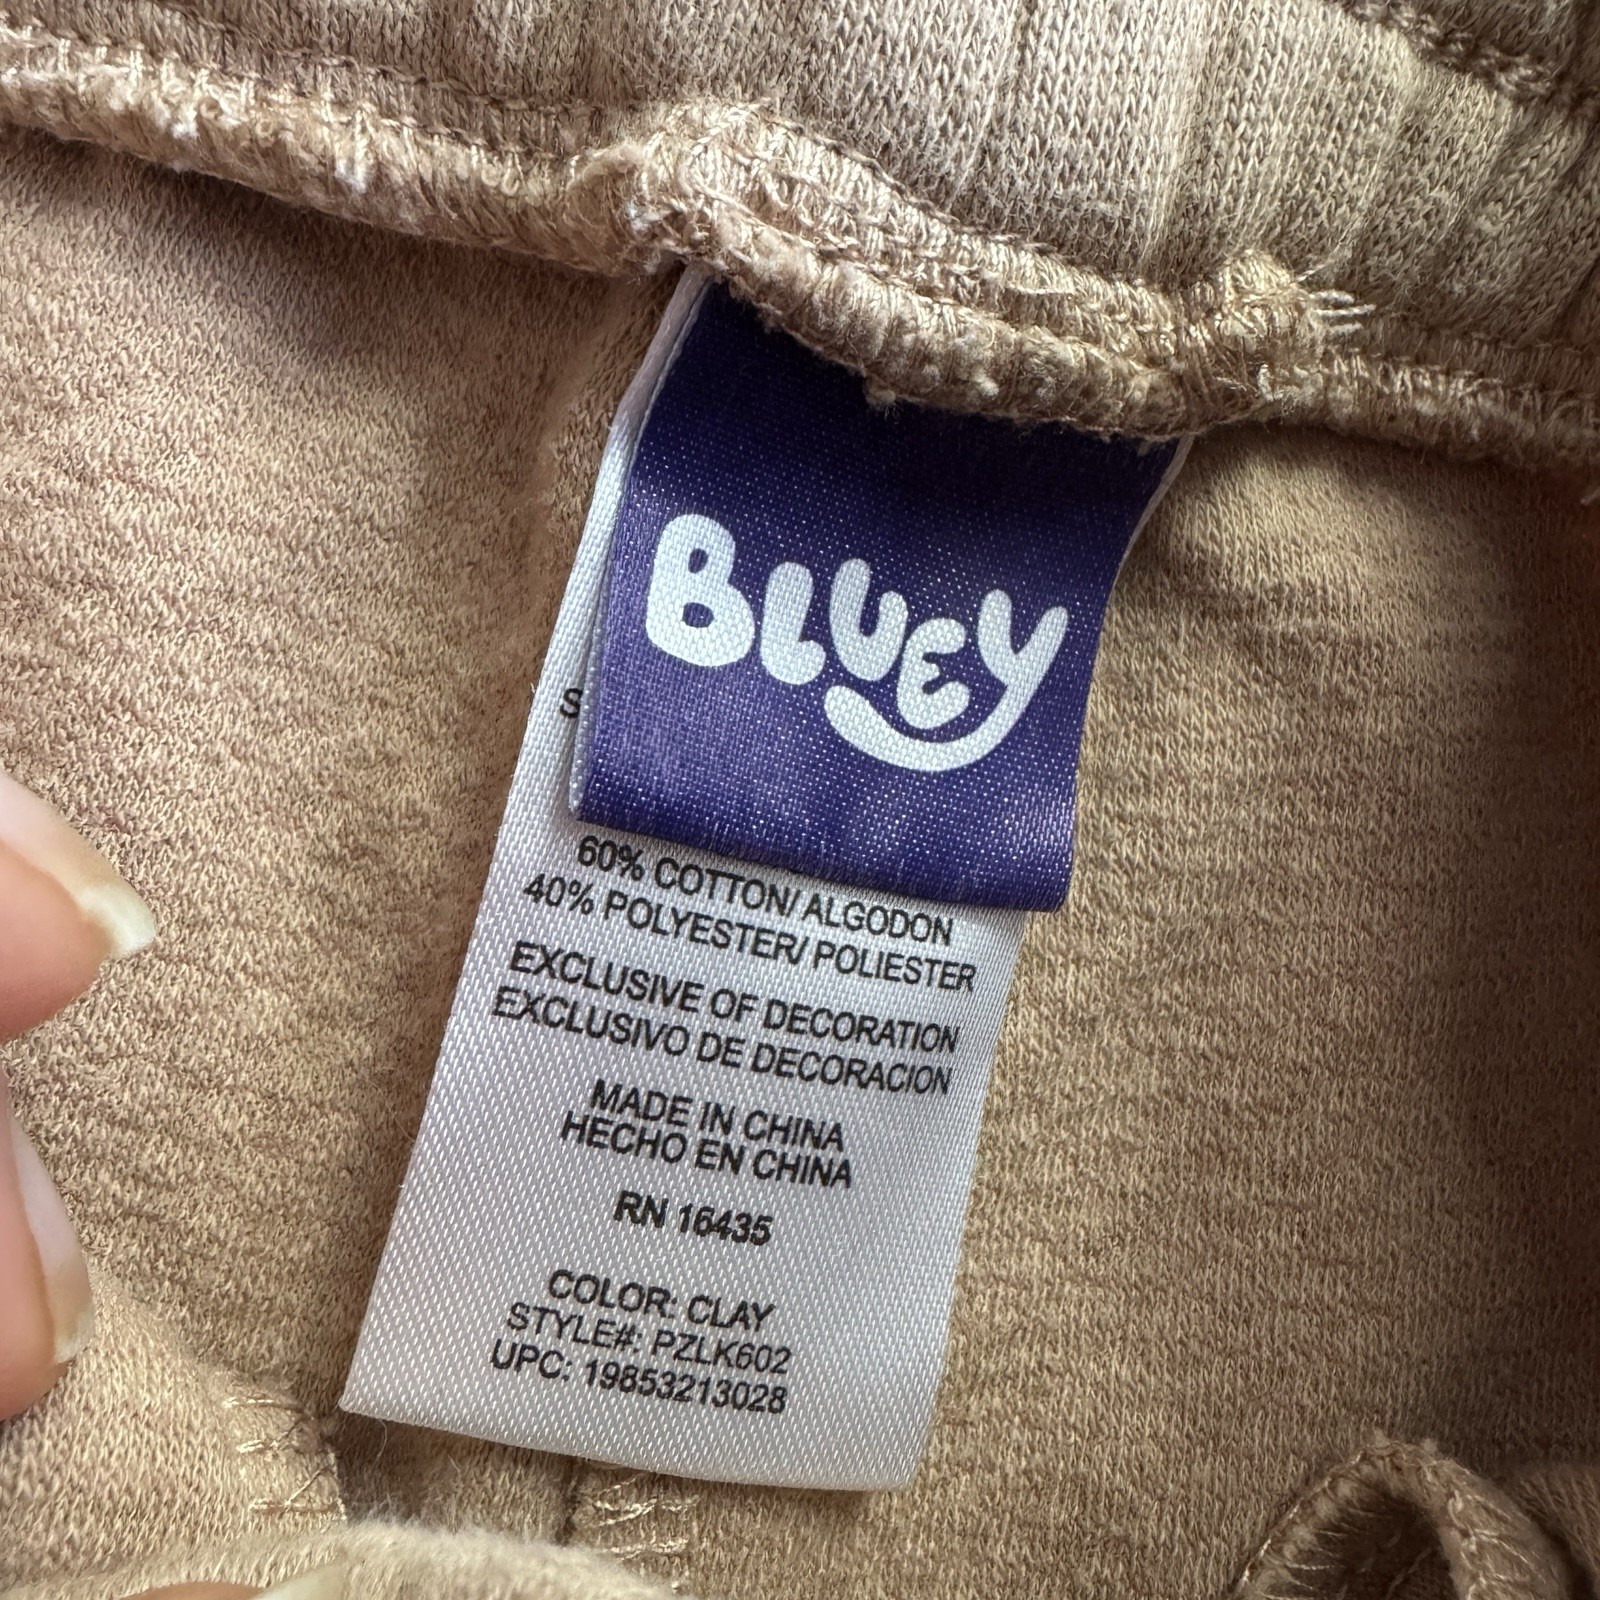 BLUEY
S
60% COTTON/ ALGODON
40% POLYESTER/ POLIESTER
EXCLUSIVE OF DECORATION
EXCLUSIVO DE DECORACION
MADE IN CHINA
HECHO EN CHINA
RN 16435
COLOR: CLAY
STYLE#: PZLK602
UPC: 19853213028